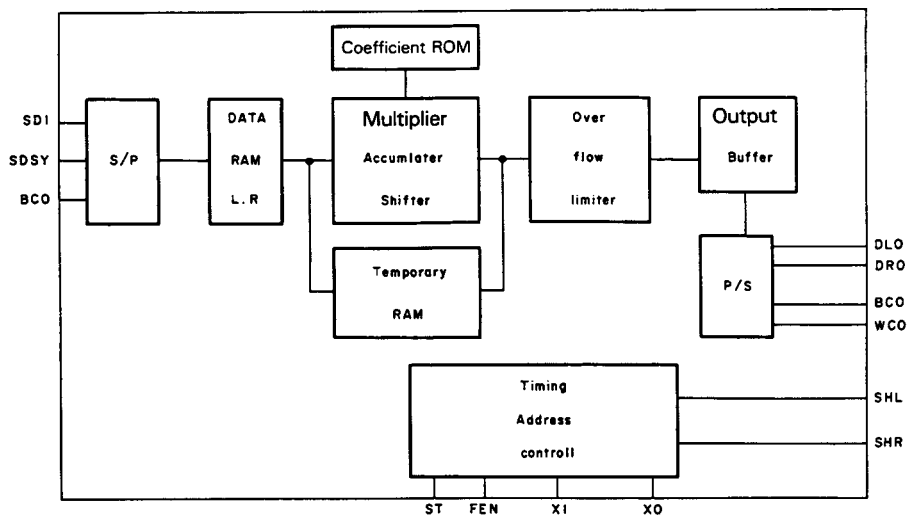 Coefficient ROM
SDI
SDSY
BCO
S/P
DATA
RAM
L.R
Multiplier
Accumlater
Shifter
Over
flow
limiter
Output
Buffer
Temporary
RAM
P/S
DLO
DRO
BCO
WCO
Timing
Address
controll
SHL
SHR
ST FEN XI XO